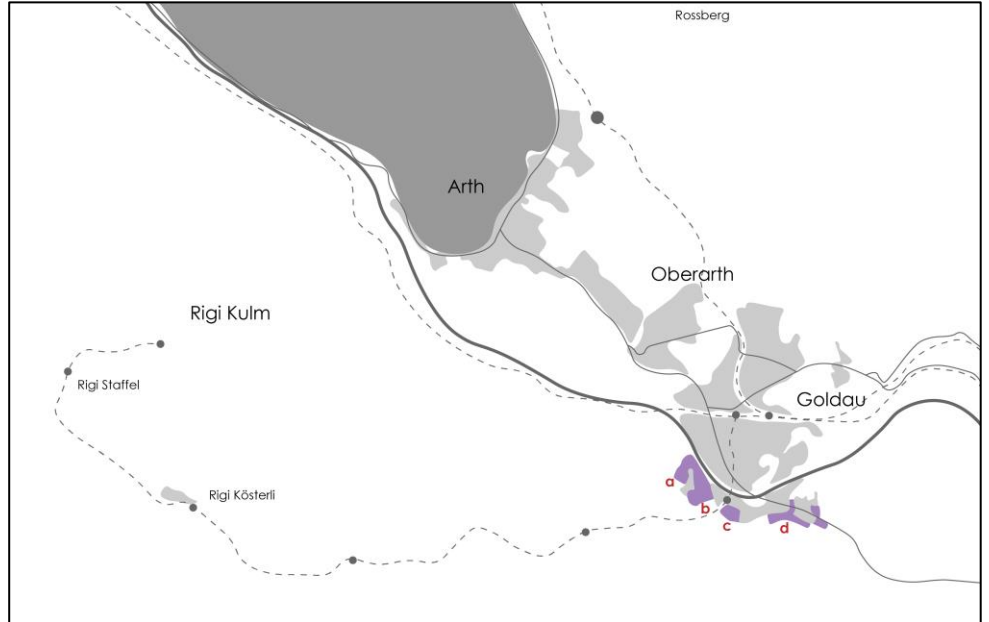 Rossberg
Arth
Oberarth
Rigi Kulm
Rigi Staffel
Goldau
a
Rigi Kösterli
b
c
d